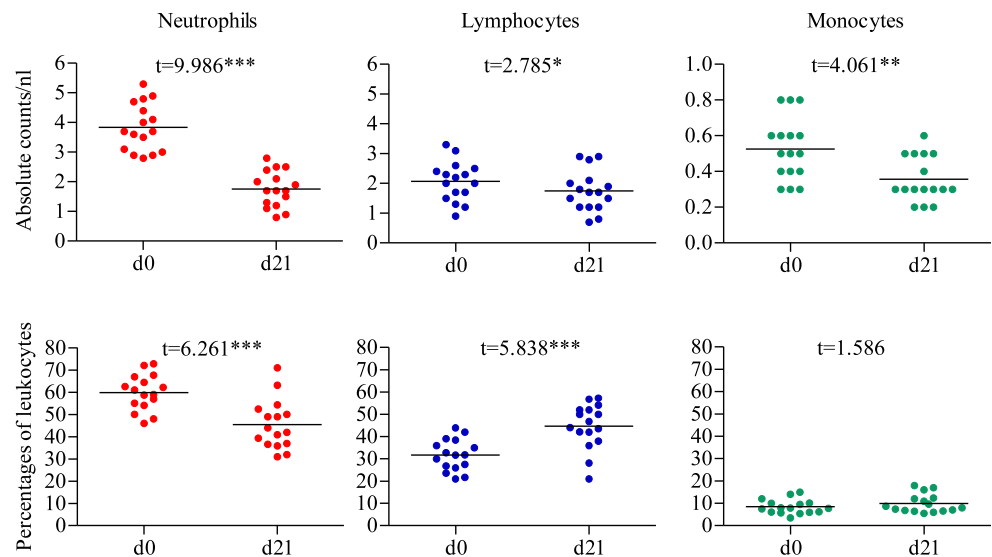 Neutrophils
Lymphocytes
Monocytes
Absolute counts/nl
6
5
4
3
2
1
0
t=9.986***
d0
d21
6
5
4
3
2
1
0
t=2.785*
d0
d21
1.0
0.8
0.6
0.4
0.2
0.0
t=4.061**
d0
d21
Percentages of leukocytes
80
70
60
50
40
30
20
10
0
t=6.261***
d0
d21
80
70
60
50
40
30
20
10
0
t=5.838***
d0
d21
80
70
60
50
40
30
20
10
0
t=1.586
d0
d21